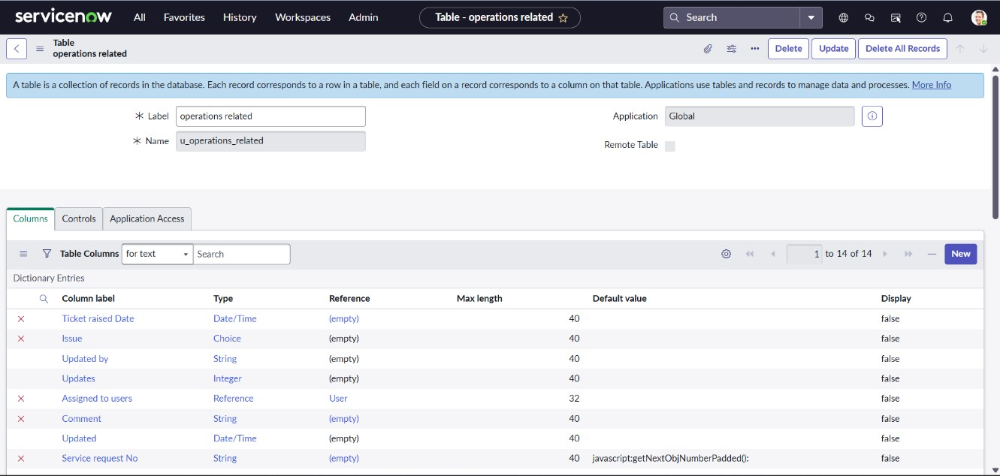 servicenow All Favorites History Workspaces Admin Table - operations related Search
Table
operations related Delete Update Delete All Records
A table is a collection of records in the database. Each record corresponds to a row in a table, and each field on a record corresponds to a column on that table. Applications use tables and records to manage data and processes. More Info
Label operations related Application Global
Name u_operations_related Remote Table
Columns Controls Application Access
Table Columns for text Search 1 to 14 of 14 New
Dictionary Entries
Column label Type Reference Max length Default value Display
Ticket raised Date Date/Time (empty) 40 false
Issue Choice (empty) 40 false
Updated by String (empty) 40 false
Updates Integer (empty) 40 false
Assigned to users Reference User 32 false
Comment String (empty) 40 false
Updated Date/Time (empty) 40 false
Service request No String (empty) 40 javascript:getNextObjNumberPadded(); false